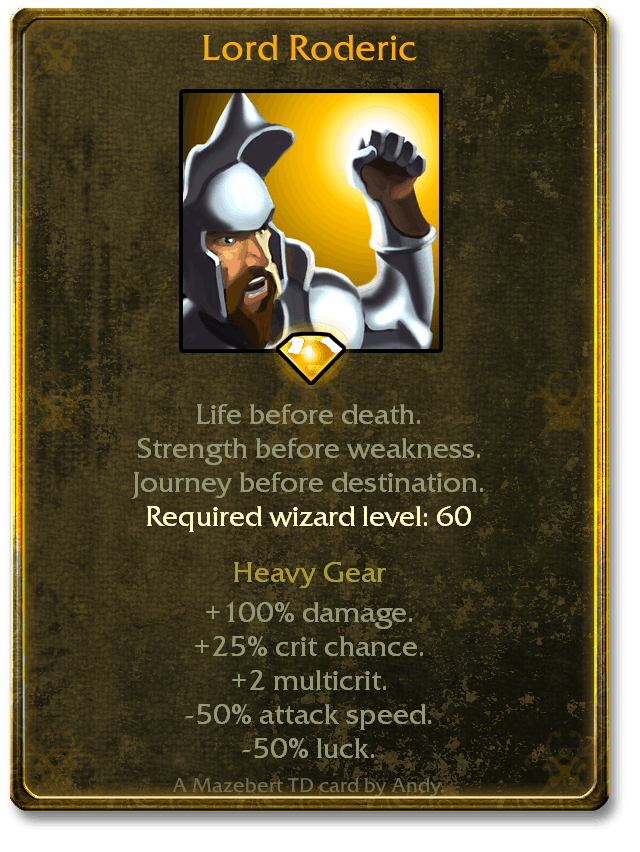 Lord Roderic
Life before death.
Strength before weakness.
Journey before destination.
Required wizard level: 60
Heavy Gear
+100% damage.
+25% crit chance.
+2 multicrit.
-50% attack speed.
-50% luck.
A Mazebert TD card by Andy.